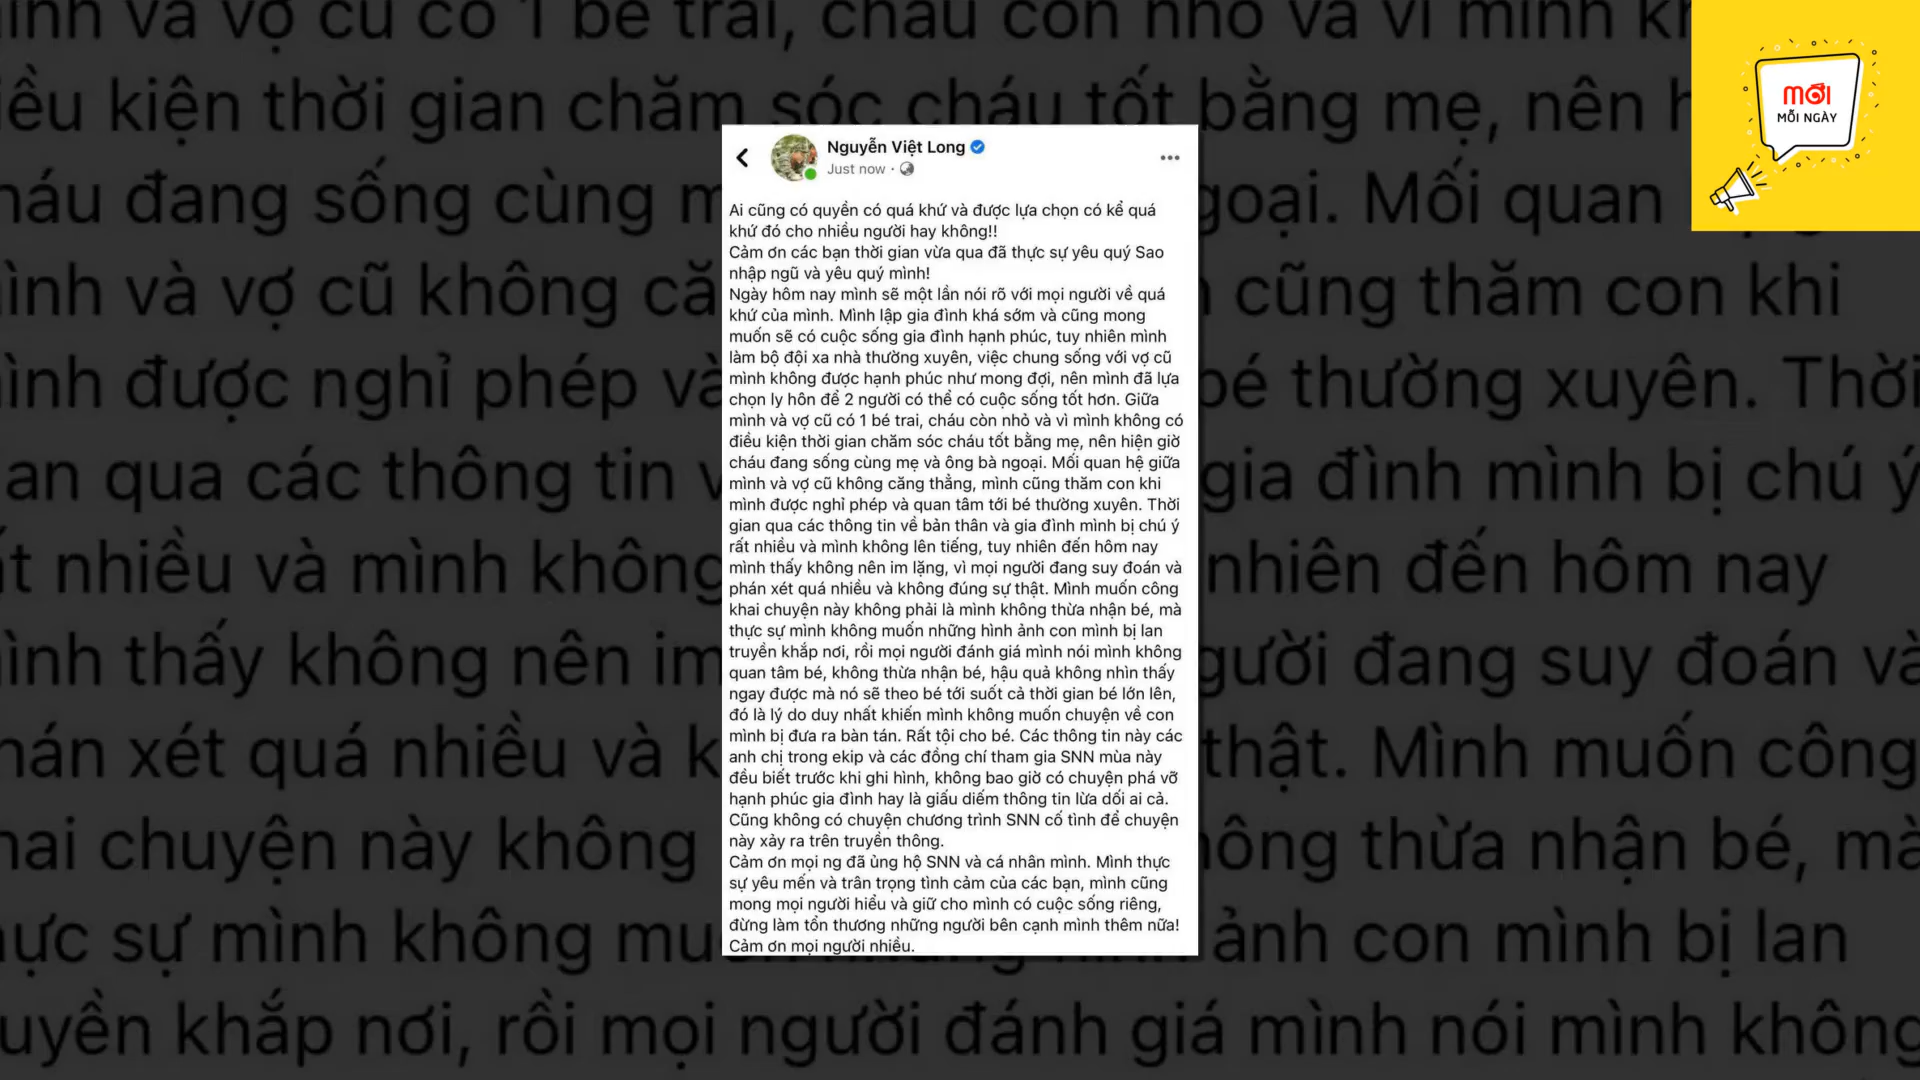 Nguyễn Việt Long
Just now
Ai cũng có quyền có quá khứ và được lựa chọn có kể quá
khứ đó cho nhiều người hay không!!
Cảm ơn các bạn thời gian vừa qua đã thực sự yêu quý Sao
nhập ngũ và yêu quý mình!
Ngày hôm nay mình sẽ một lần nói rõ với mọi người về quá
khứ của mình. Mình lập gia đình khá sớm và cũng mong
muốn sẽ có cuộc sống gia đình hạnh phúc, tuy nhiên mình
làm bộ đội xa nhà thường xuyên, việc chung sống với vợ cũ
mình không được hạnh phúc như mong đợi, nên mình đã lựa
chọn ly hôn để 2 người có thể có cuộc sống tốt hơn. Giữa
mình và vợ cũ có 1 bé trai, cháu còn nhỏ và vì mình không có
điều kiện thời gian chăm sóc cháu tốt bằng mẹ, nên hiện giờ
cháu đang sống cùng mẹ và ông bà ngoại. Mối quan hệ giữa
mình và vợ cũ không căng thẳng, mình cũng thăm con khi
mình được nghỉ phép và quan tâm tới bé thường xuyên. Thời
gian qua các thông tin về bản thân và gia đình mình bị chú ý
rất nhiều và mình không lên tiếng, tuy nhiên đến hôm nay
mình thấy không nên im lặng, vì mọi người đang suy đoán và
phán xét quá nhiều và không đúng sự thật. Mình muốn công
khai chuyện này không phải là mình không thừa nhận bé, mà
thực sự mình không muốn những hình ảnh con mình bị lan
truyền khắp nơi, rồi mọi người đánh giá mình nói mình không
quan tâm bé, không thừa nhận bé, hậu quả không nhìn thấy
ngay được mà nó sẽ theo bé tới suốt cả thời gian bé lớn lên,
đó là lý do duy nhất khiến mình không muốn chuyện về con
mình bị đưa ra bàn tán. Rất tội cho bé. Các thông tin này các
anh chị trong ekip và các đồng chí tham gia SNN mùa này
đều biết trước khi ghi hình, không bao giờ có chuyện phá vỡ
hạnh phúc gia đình hay là giấu diếm thông tin lừa dối ai cả.
Cũng không có chuyện chương trình SNN cố tình để chuyện
này xảy ra trên truyền thông.
Cảm ơn mọi ng đã ủng hộ SNN và cá nhân mình. Mình thực
sự yêu mến và trân trọng tình cảm của các bạn, mình cũng
mong mọi người hiểu và giữ cho mình có cuộc sống riêng,
đừng làm tổn thương những người bên cạnh mình thêm nữa!
Cảm ơn mọi người nhiều.
MỚI
MỖI NGÀY